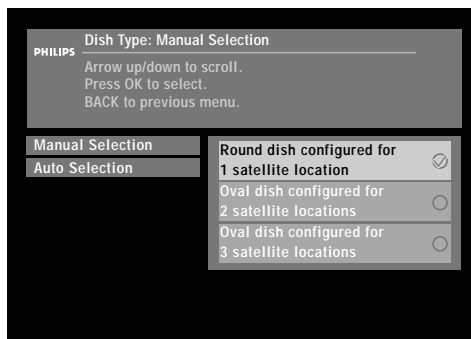 PHILIPS
Dish Type: Manual Selection
Arrow up/down to scroll.
Press OK to select.
BACK to previous menu.
Manual Selection
Auto Selection
Round dish configured for
1 satellite location
Oval dish configured for
2 satellite locations
Oval dish configured for
3 satellite locations